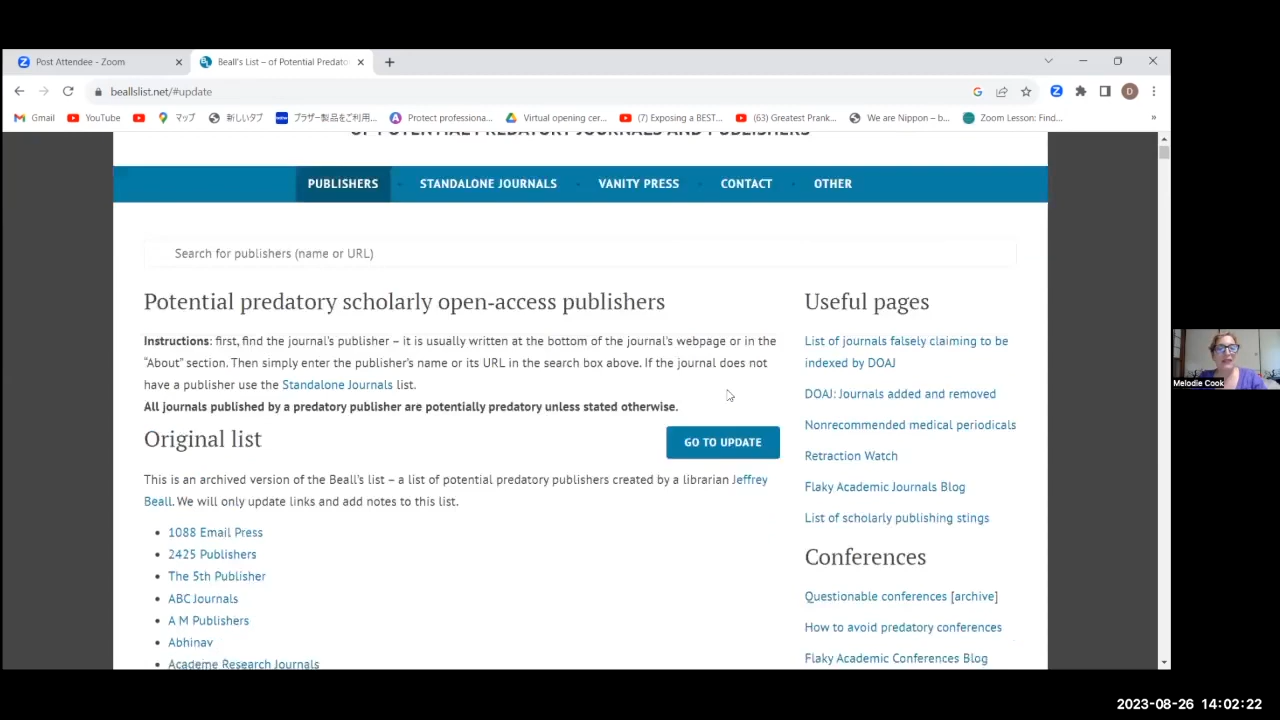 Post Attendee - Zoom
Beall's List – of Potential Predato
beallslist.net/#update
D
Gmail
YouTube
マップ
新しいタブ
ブラザー製品をご利用...
Protect professiona...
Virtual opening cer...
(7) Exposing a BEST...
(63) Greatest Prank...
We are Nippon – b...
Zoom Lesson: Find...
OF POTENTIAL PREDATORY JOURNALS AND PUBLISHERS
PUBLISHERS
STANDALONE JOURNALS
VANITY PRESS
CONTACT
OTHER
Search for publishers (name or URL)
Potential predatory scholarly open-access publishers
Instructions: first, find the journal's publisher – it is usually written at the bottom of the journal's webpage or in the
"About" section. Then simply enter the publisher's name or its URL in the search box above. If the journal does not
have a publisher use the Standalone Journals list.
All journals published by a predatory publisher are potentially predatory unless stated otherwise.
Original list
GO TO UPDATE
This is an archived version of the Beall's list – a list of potential predatory publishers created by a librarian Jeffrey
Beall. We will only update links and add notes to this list.
1088 Email Press
2425 Publishers
The 5th Publisher
ABC Journals
A M Publishers
Abhinav
Academe Research Journals
Useful pages
List of journals falsely claiming to be
indexed by DOAJ
DOAJ: Journals added and removed
Nonrecommended medical periodicals
Retraction Watch
Flaky Academic Journals Blog
List of scholarly publishing stings
Conferences
Questionable conferences [archive]
How to avoid predatory conferences
Flaky Academic Conferences Blog
Melodie Cook
2023-08-26 14:02:22